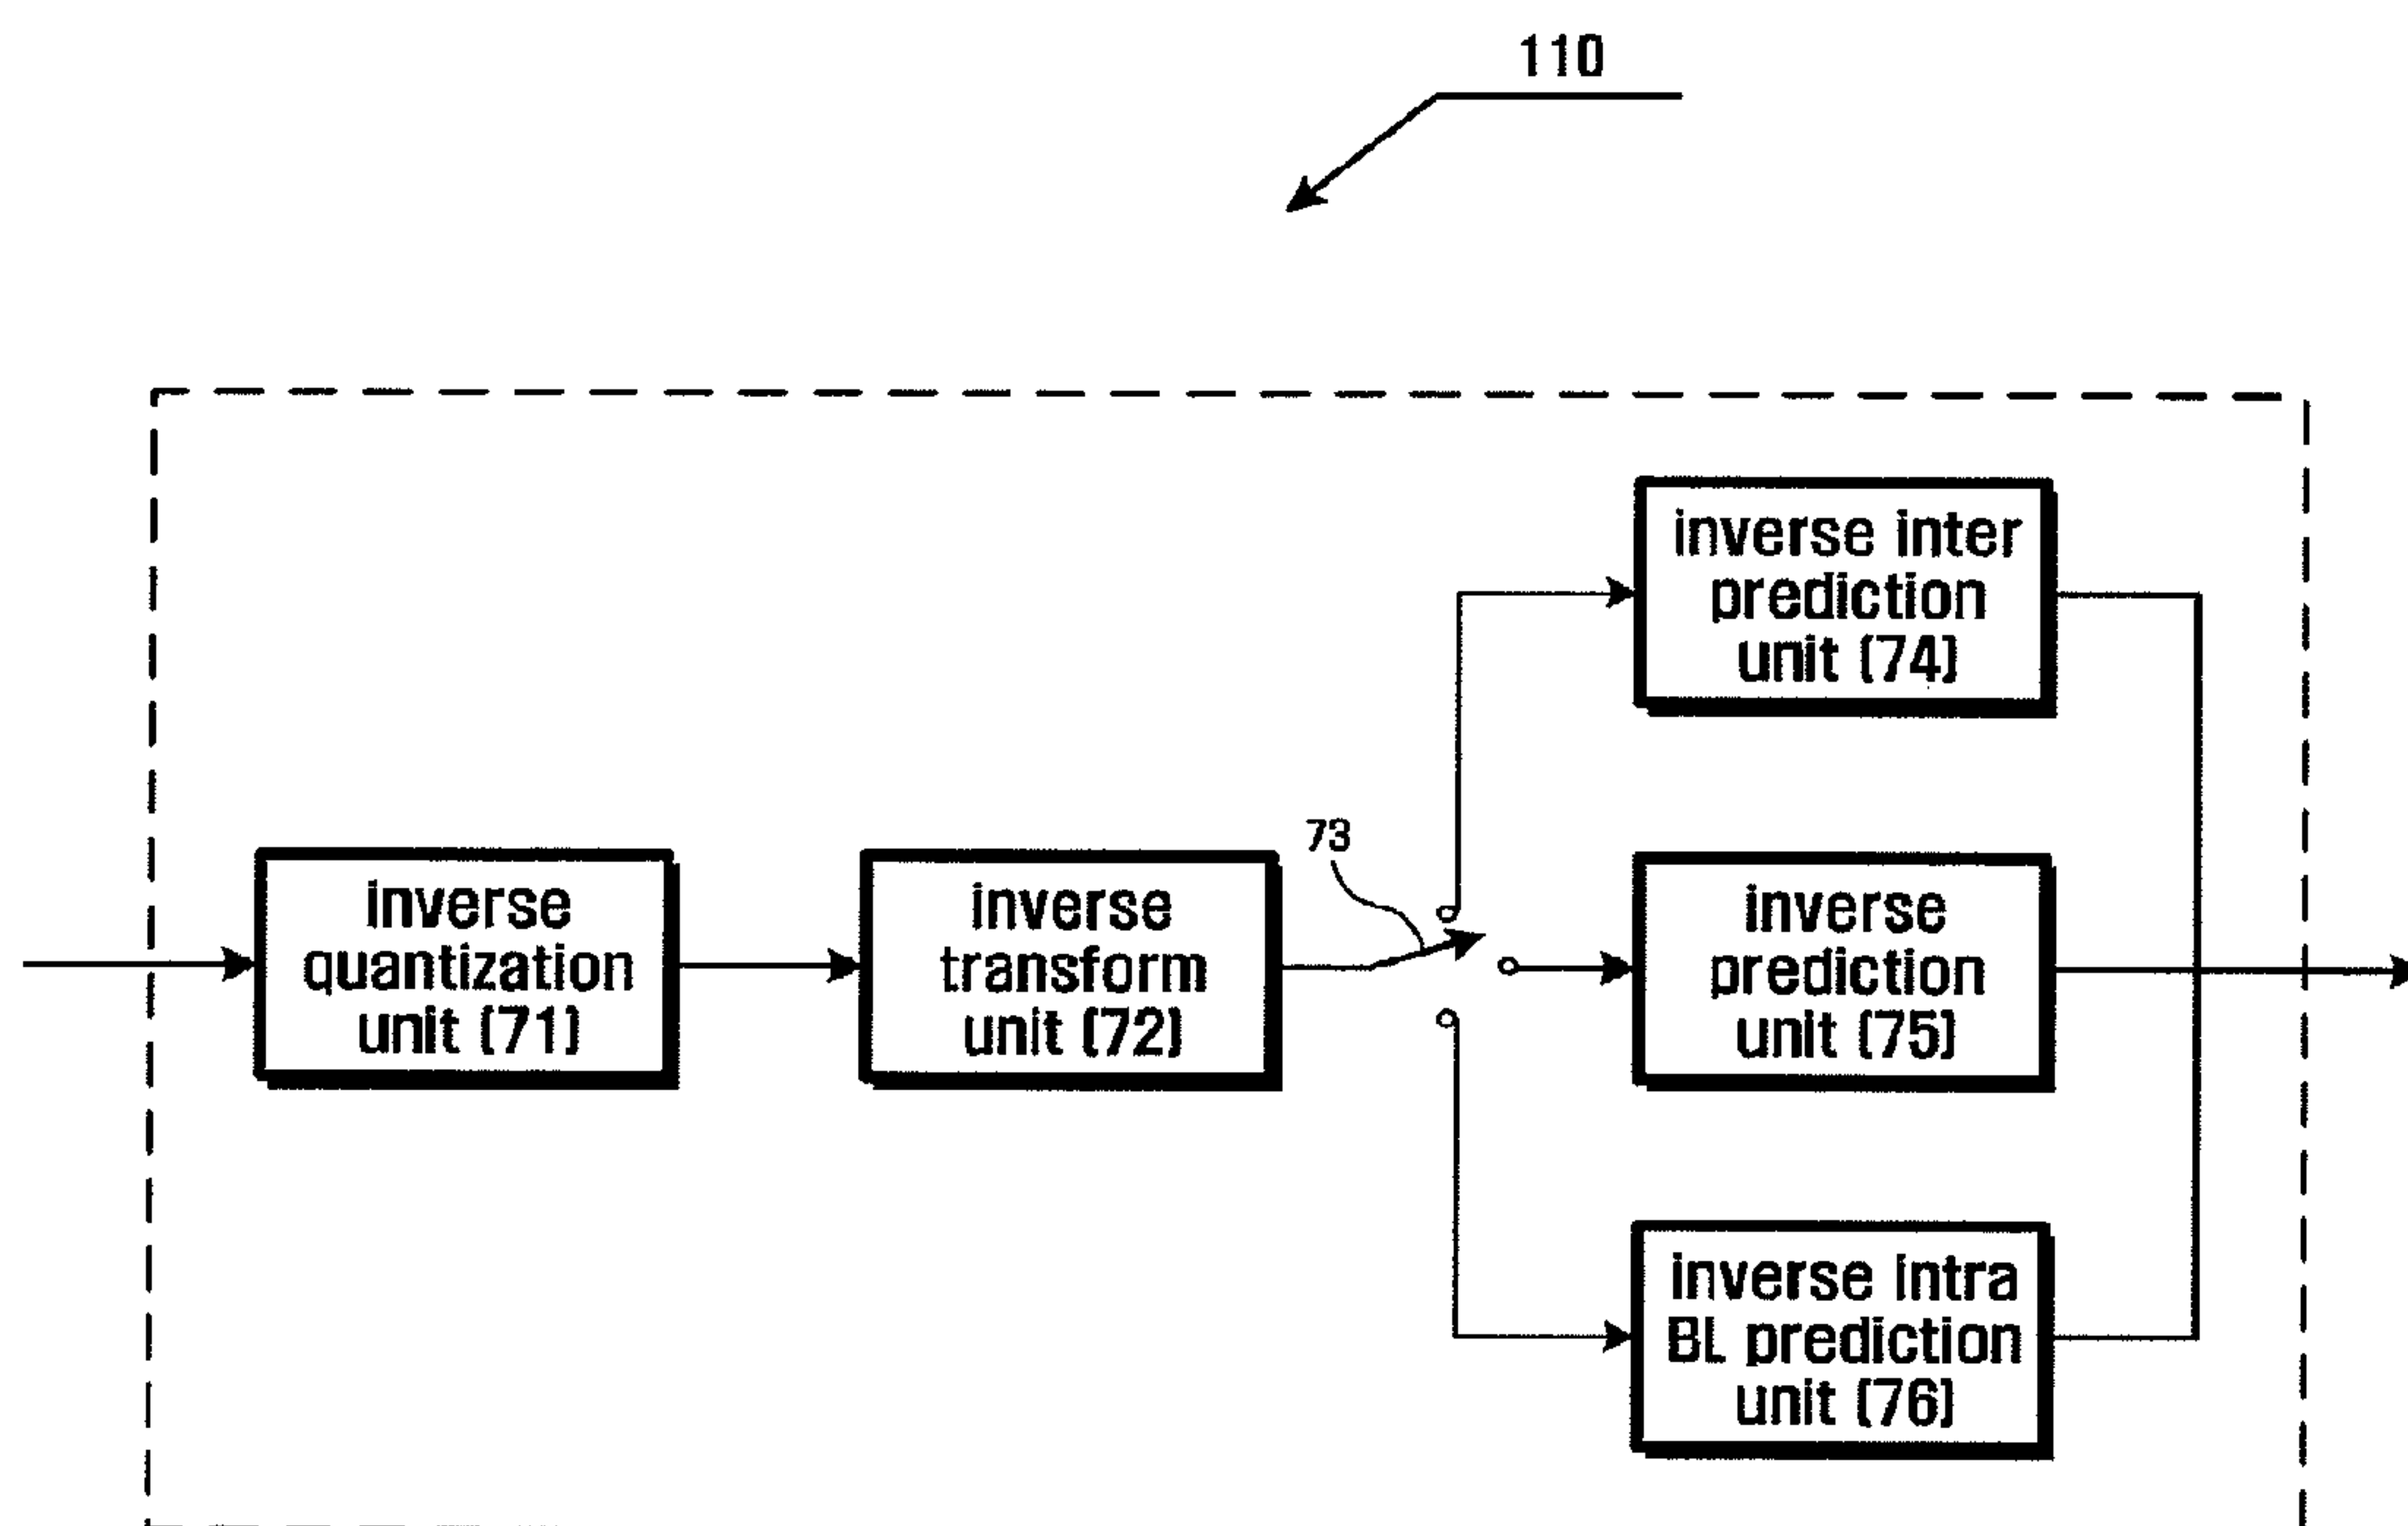 110
inverse inter
prediction
unit (74)
73
inverse
quantization
unit (71)
inverse
transform
unit (72)
inverse
prediction
unit (75)
inverse intra
BL prediction
unit (76)